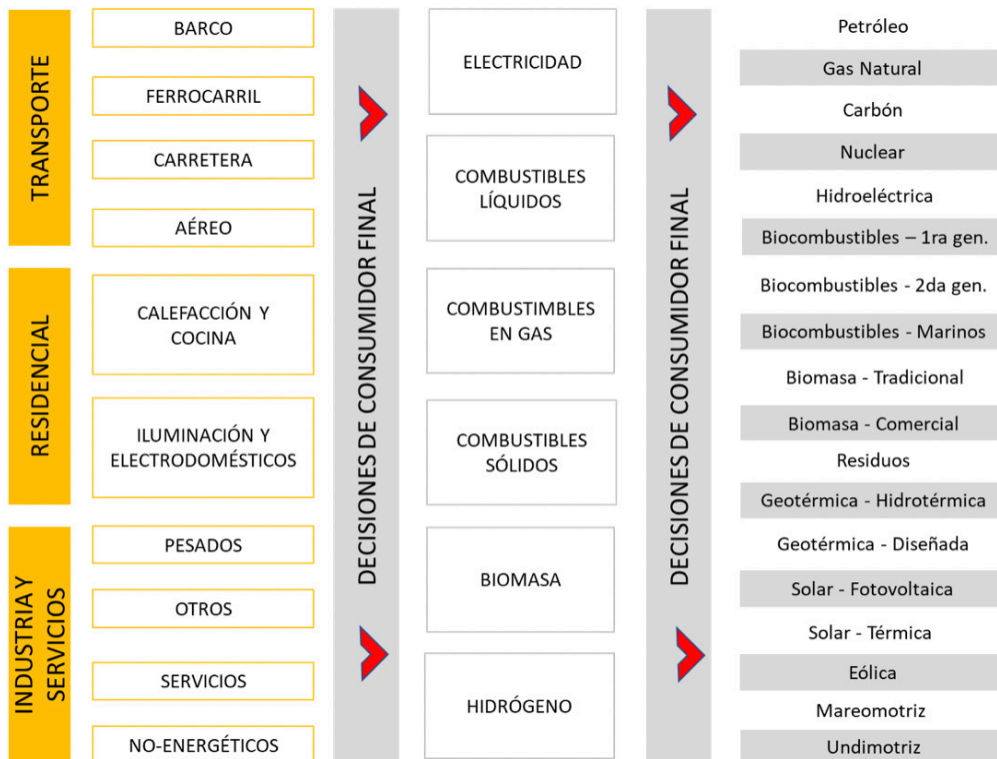 TRANSPORTE
BARCO
FERROCARRIL
CARRETERA
AÉREO
RESIDENCIAL
CALEFACCIÓN Y
COCINA
ILUMINACIÓN Y
ELECTRODOMÉSTICOS
INDUSTRIA Y
SERVICIOS
PESADOS
OTROS
SERVICIOS
NO-ENERGÉTICOS
DECISIONES DE CONSUMIDOR FINAL
ELECTRICIDAD
COMBUSTIBLES
LÍQUIDOS
COMBUSTIMBLES
EN GAS
COMBUSTIBLES
SÓLIDOS
BIOMASA
HIDRÓGENO
DECISIONES DE CONSUMIDOR FINAL
Petróleo
Gas Natural
Carbón
Nuclear
Hidroeléctrica
Biocombustibles – 1ra gen.
Biocombustibles - 2da gen.
Biocombustibles - Marinos
Biomasa - Tradicional
Biomasa - Comercial
Residuos
Geotérmica - Hidrotérmica
Geotérmica - Diseñada
Solar - Fotovoltaica
Solar - Térmica
Eólica
Mareomotriz
Undimotriz